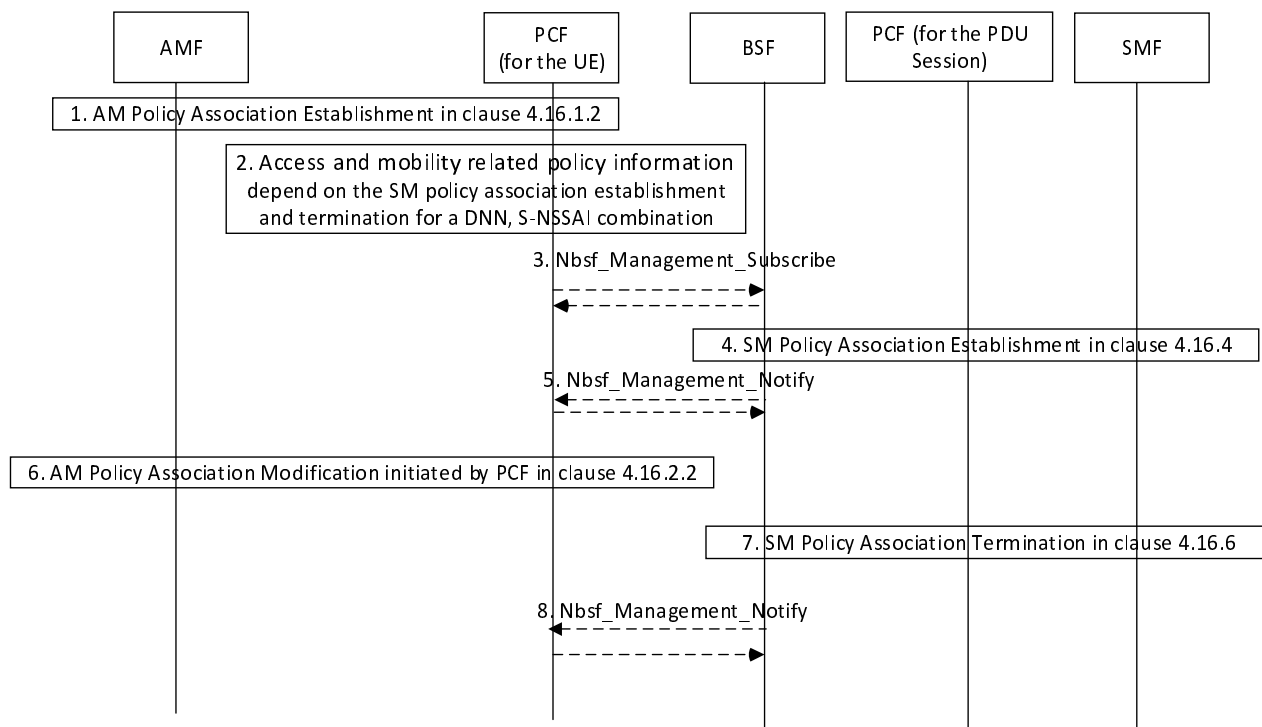 AMF
PCF
(for the UE)
BSF
PCF (for the PDU
Session)
SMF
1. AM Policy Association Establishment in clause 4.16.1.2
2. Access and mobility related policy information
depend on the SM policy association establishment
and termination for a DNN, S-NSSAI combination
3. Nbsf_Management_Subscribe
4. SM Policy Association Establishment in clause 4.16.4
5. Nbsf_Management_Notify
6. AM Policy Association Modification initiated by PCF in clause 4.16.2.2
7. SM Policy Association Termination in clause 4.16.6
8. Nbsf_Management_Notify